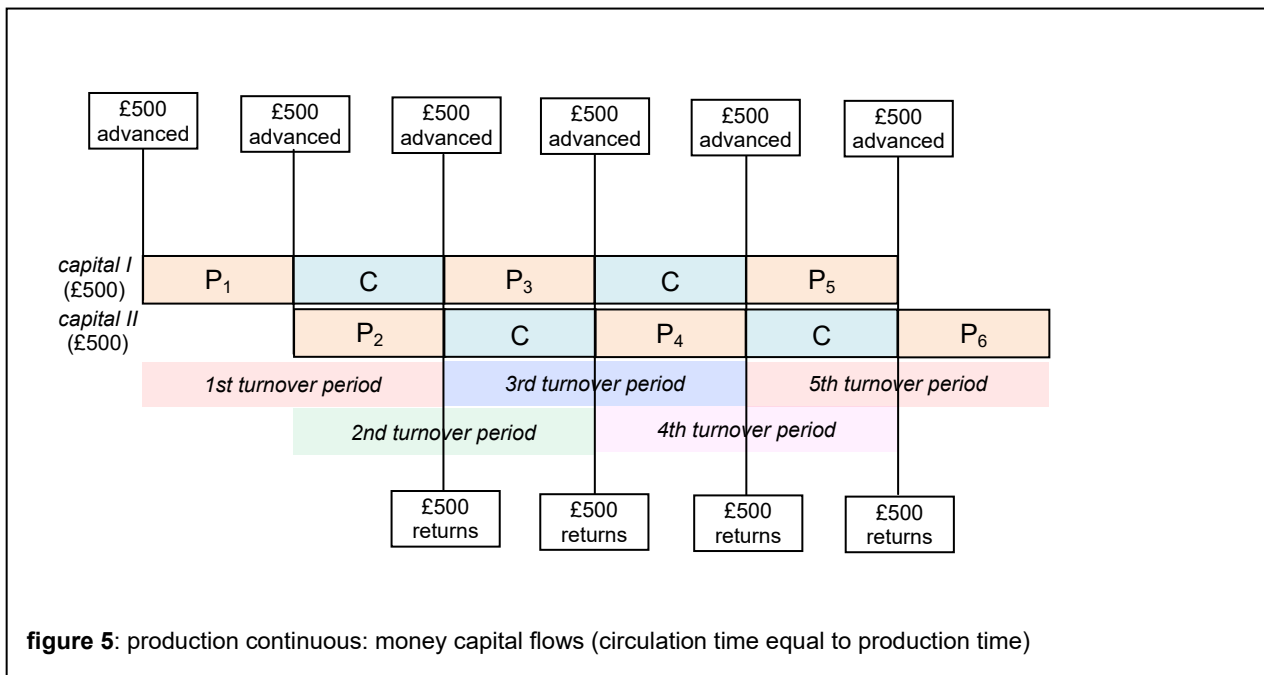 £500
advanced
£500
advanced
£500
advanced
£500
advanced
£500
advanced
£500
advanced
capital I
(£500)
P₁
C
P₃
C
P₅
capital II
(£500)
P₂
C
P₄
C
P₆
1st turnover period
3rd turnover period
5th turnover period
2nd turnover period
4th turnover period
£500
returns
£500
returns
£500
returns
£500
returns
figure 5: production continuous: money capital flows (circulation time equal to production time)